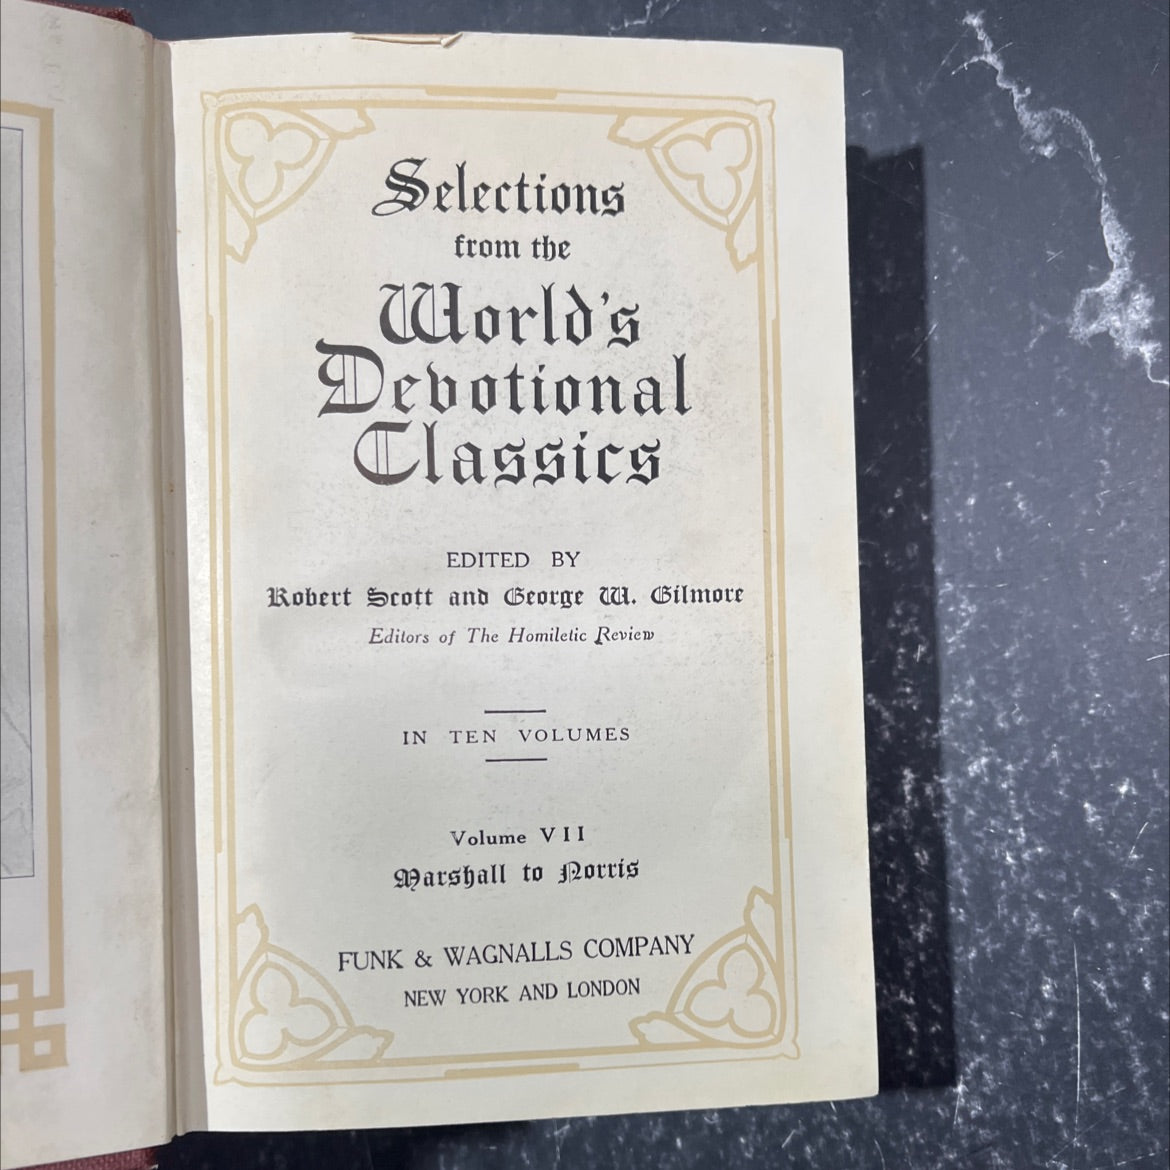 Selections
from the
World's
Devotional
Classics
EDITED BY
Robert Scott and George W. Gilmore
Editors of The Homiletic Review
IN TEN VOLUMES
Volume VII
Marshall to Norris
FUNK & WAGNALLS COMPANY
NEW YORK AND LONDON